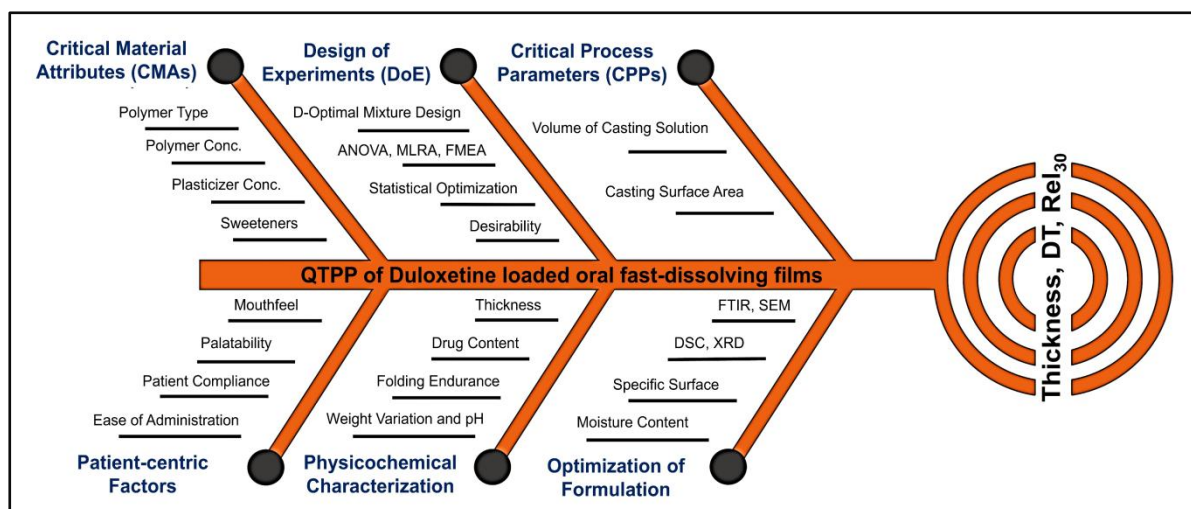 Critical Material
Attributes (CMAs)
Polymer Type
Polymer Conc.
Plasticizer Conc.
Sweeteners
Design of
Experiments (DoE)
D-Optimal Mixture Design
ANOVA, MLRA, FMEA
Statistical Optimization
Desirability
Critical Process
Parameters (CPPs)
Volume of Casting Solution
Casting Surface Area
QTPP of Duloxetine loaded oral fast-dissolving films
Thickness, DT, Rel30
Mouthfeel
Palatability
Patient Compliance
Ease of Administration
Patient-centric
Factors
Thickness
Drug Content
Folding Endurance
Weight Variation and pH
Physicochemical
Characterization
FTIR, SEM
DSC, XRD
Specific Surface
Moisture Content
Optimization of
Formulation